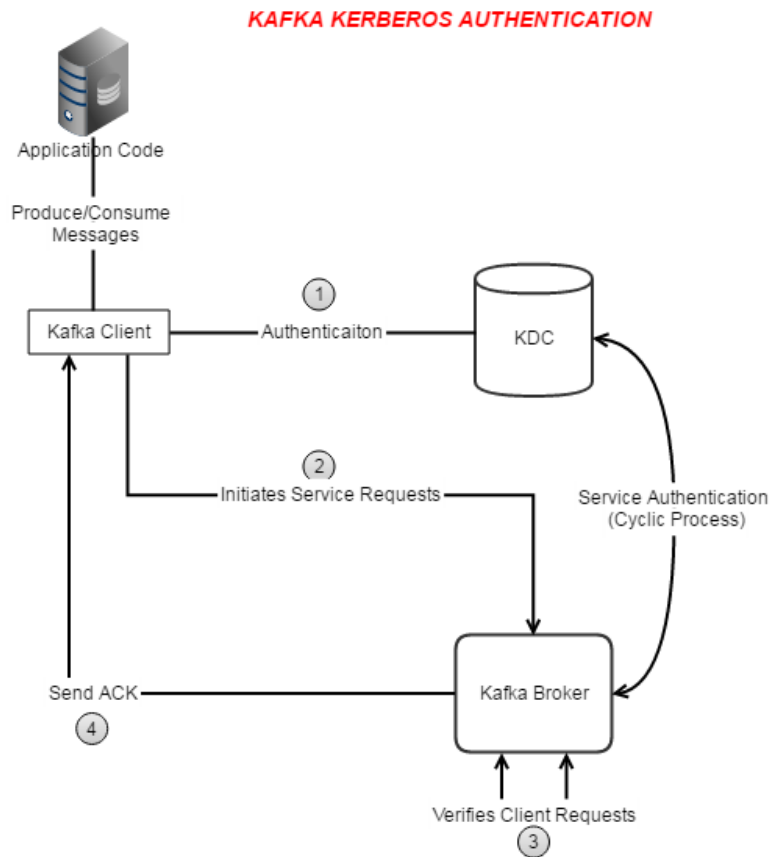 KAFKA KERBEROS AUTHENTICATION
Application Code
Produce/Consume
Messages
1
Kafka Client
Authenticaiton
KDC
2
Initiates Service Requests
Service Authentication
(Cyclic Process)
Send ACK
4
Kafka Broker
Verifies Client Requests
3